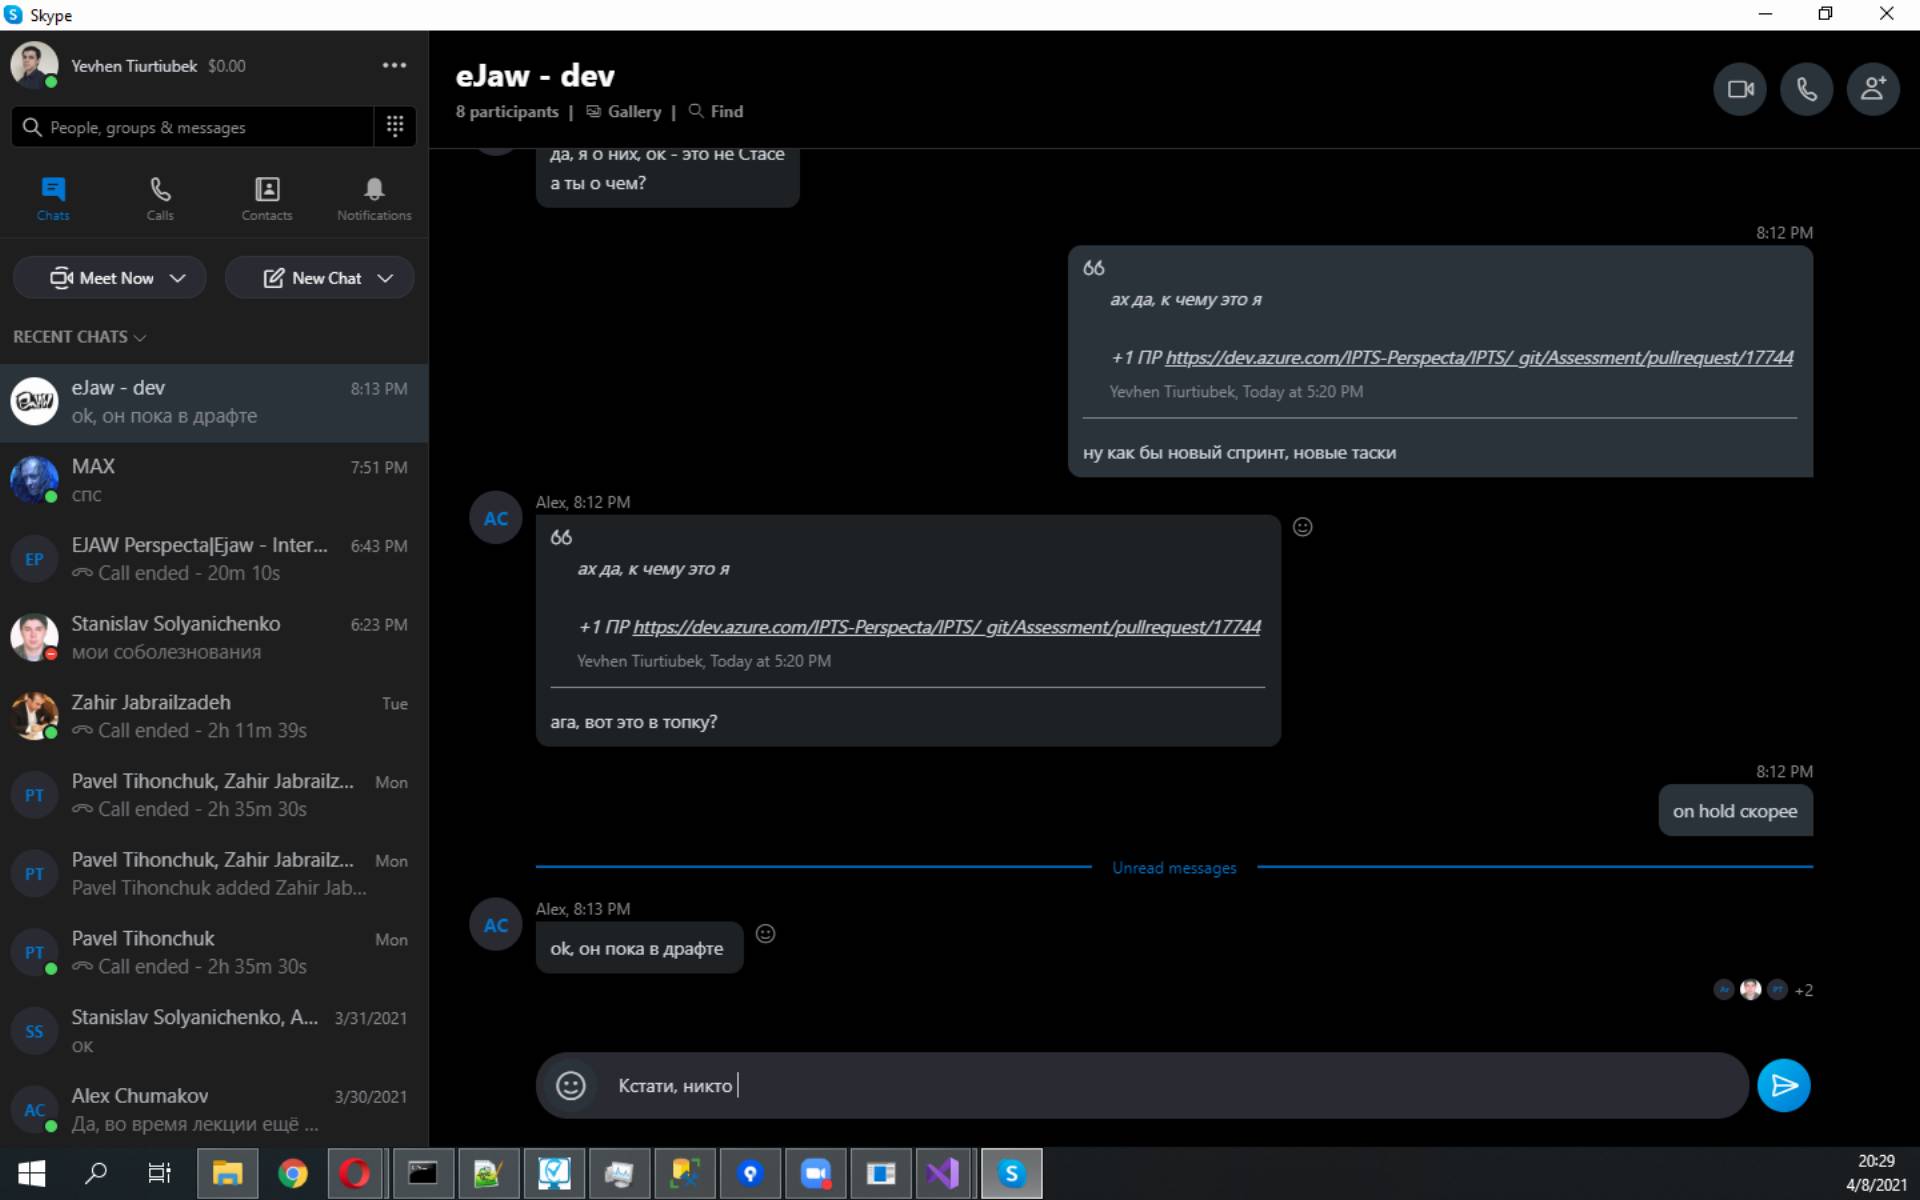 Skype
Yevhen Tiurtiubek $0.00
People, groups & messages
Chats
Calls
Contacts
Notifications
Meet Now
New Chat
RECENT CHATS
eJaw - dev 8:13 PM
ok, он пока в драфте
MAX 7:51 PM
спс
EP
EJAW Perspecta|Ejaw - Inter... 6:43 PM
Call ended - 20m 10s
Stanislav Solyanichenko 6:23 PM
мои соболезнования
Zahir Jabrailzadeh Tue
Call ended - 2h 11m 39s
PT
Pavel Tihonchuk, Zahir Jabrailz... Mon
Call ended - 2h 35m 30s
PT
Pavel Tihonchuk, Zahir Jabrailz... Mon
Pavel Tihonchuk added Zahir Jab...
PT
Pavel Tihonchuk Mon
Call ended - 2h 35m 30s
SS
Stanislav Solyanichenko, A... 3/31/2021
ок
AC
Alex Chumakov 3/30/2021
Да, во время лекции ещё ...
eJaw - dev
8 participants | Gallery | Find
да, я о них, ок - это не Стасе
а ты о чем?
8:12 PM
ах да, к чему это я
+1 ПР https://dev.azure.com/IPTS-Perspecta/IPTS/_git/Assessment/pullrequest/17744
Yevhen Tiurtiubek, Today at 5:20 PM
ну как бы новый спринт, новые таски
AC
Alex, 8:12 PM
ах да, к чему это я
+1 ПР https://dev.azure.com/IPTS-Perspecta/IPTS/_git/Assessment/pullrequest/17744
Yevhen Tiurtiubek, Today at 5:20 PM
ага, вот это в топку?
8:12 PM
on hold скорее
Unread messages
AC
Alex, 8:13 PM
ok, он пока в драфте
+2
Кстати, никто
20:29
4/8/2021